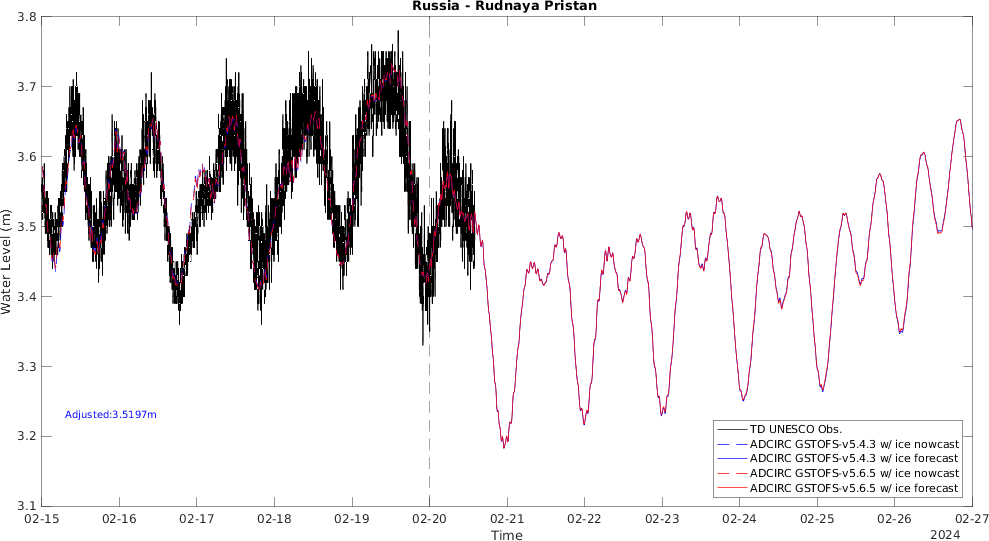 Russia - Rudnaya Pristan
3.8
3.7
3.6
3.5
3.4
3.3
3.2
3.1
Water Level (m)
Adjusted:3.5197m
TD UNESCO Obs.
ADCIRC GSTOFS-v5.4.3 w/ ice nowcast
ADCIRC GSTOFS-v5.4.3 w/ ice forecast
ADCIRC GSTOFS-v5.6.5 w/ ice nowcast
ADCIRC GSTOFS-v5.6.5 w/ ice forecast
02-15 02-16 02-17 02-18 02-19 02-20 02-21 02-22 02-23 02-24 02-25 02-26 02-27
Time
2024